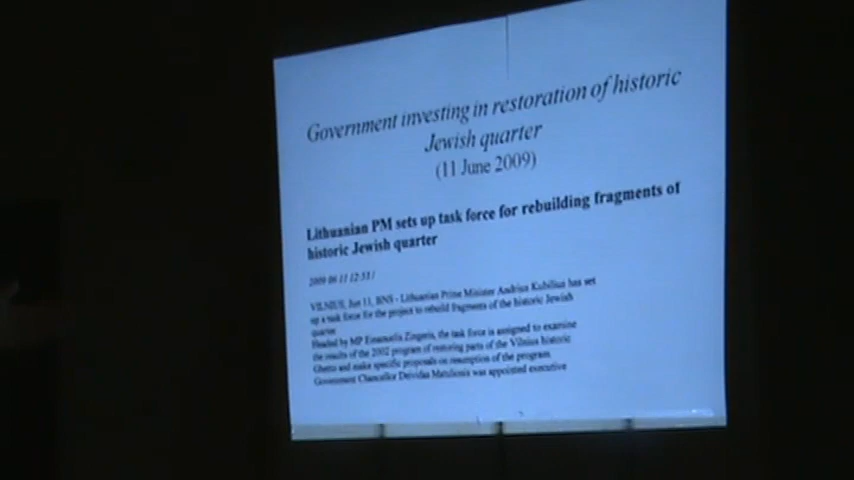 Government investing in restoration of historic
Jewish quarter
(11 June 2009)
Lithuanian PM sets up task force for rebuilding fragments of
historic Jewish quarter
2009 06 11 12:53
VILNIUS, Jun 11, BNS - Lithuanian Prime Minister Andrius Kubilius has set
up a task force for the project to rebuild fragments of the historic Jewish
quarter.
Headed by MP Emanuelis Zingeris, the task force is assigned to examine
the results of the 2002 program of restoring parts of the Vilnius historic
Ghetto and make specific proposals on resumption of the program
Government Chancellor Deividas Matulionis was appointed executive